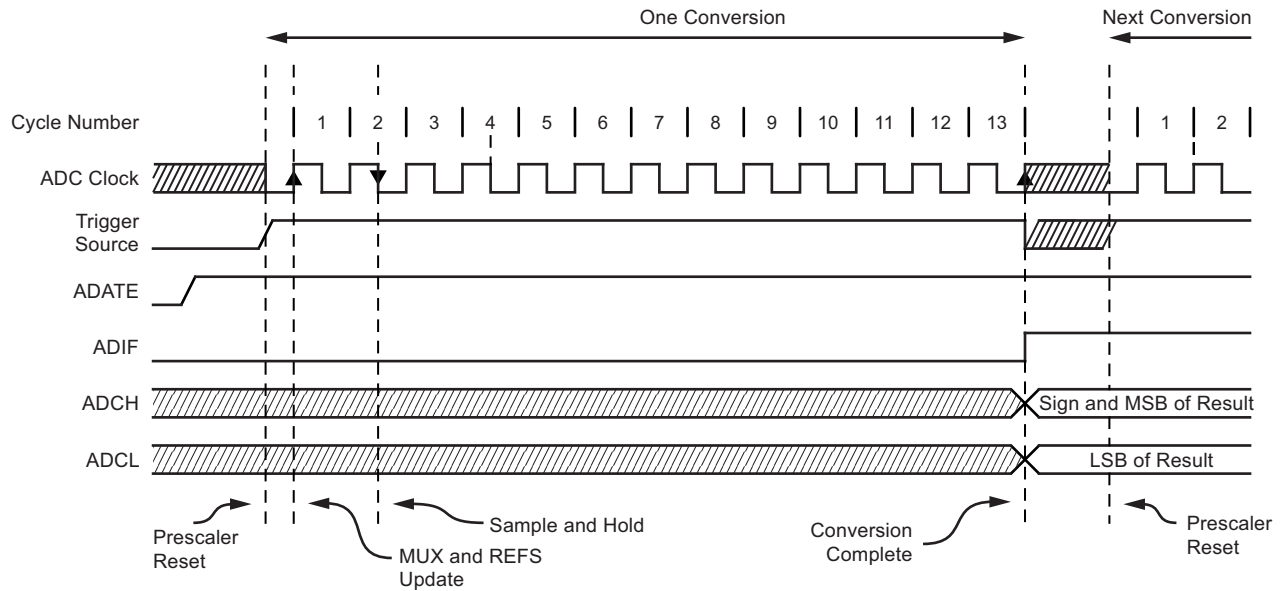 One Conversion
Next Conversion
Cycle Number
1 2 3 4 5 6 7 8 9 10 11 12 13 1 2
ADC Clock
Trigger
Source
ADATE
ADIF
ADCH
Sign and MSB of Result
ADCL
LSB of Result
Prescaler
Reset
MUX and REFS
Update
Sample and Hold
Conversion
Complete
Prescaler
Reset